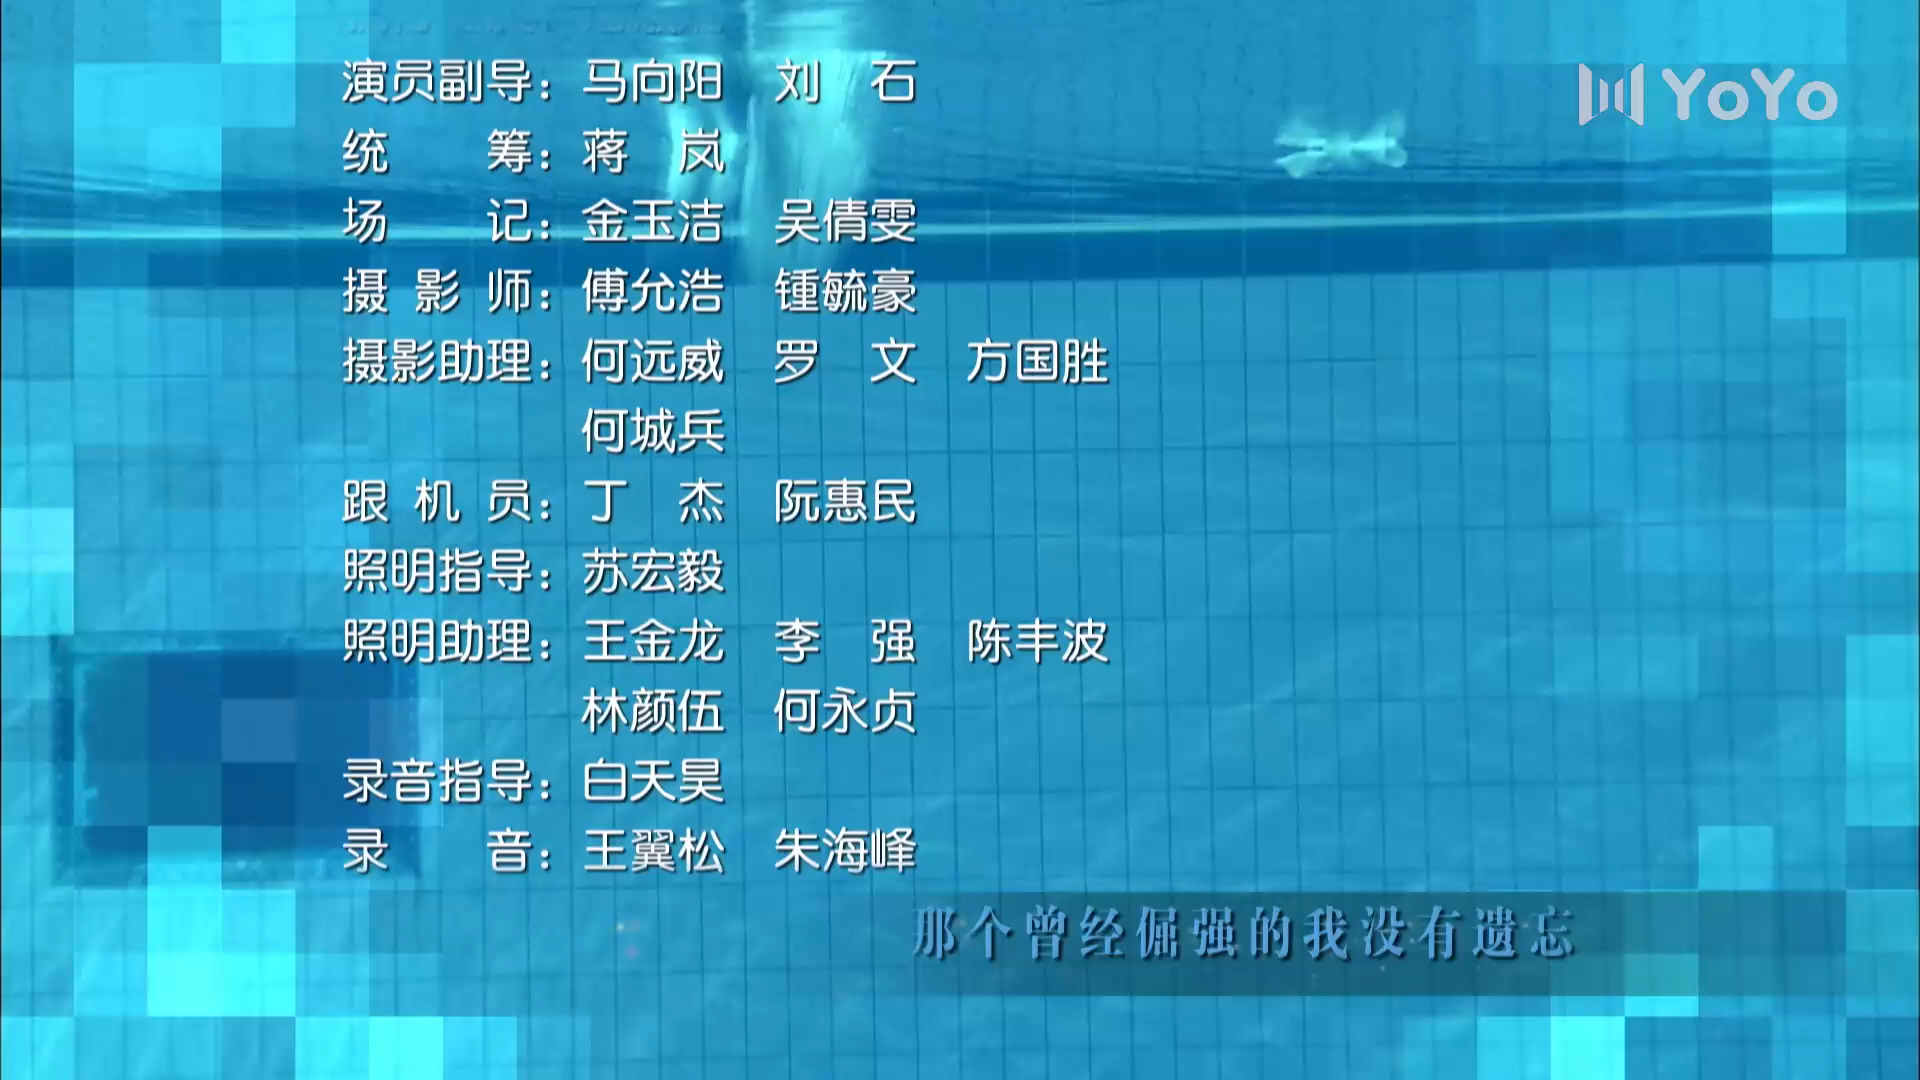 演员副导：马向阳　刘　石
YoYo
统　　筹：蒋　岚
场　　记：金玉洁　吴倩雯
摄 影 师：傅允浩　锺毓豪
摄影助理：何远威　罗　文　方国胜
何城兵
跟 机 员：丁　杰　阮惠民
照明指导：苏宏毅
照明助理：王金龙　李　强　陈丰波
林颜伍　何永贞
录音指导：白天昊
录　　音：王翼松　朱海峰
那个曾经倔强的我没有遗忘